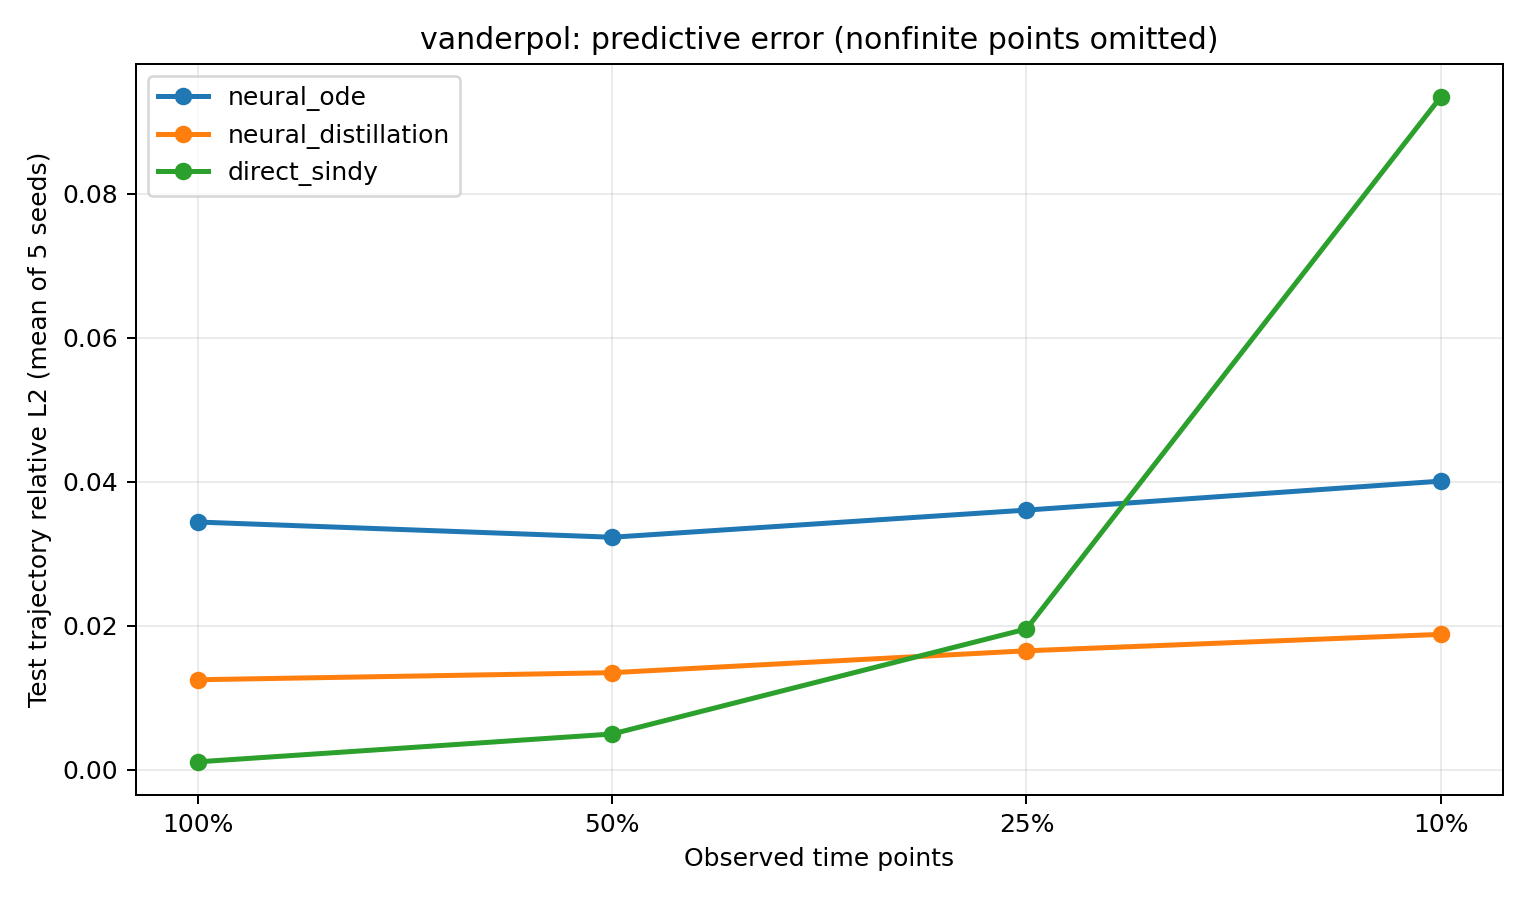 vanderpol: predictive error (nonfinite points omitted)
neural_ode
neural_distillation
direct_sindy
Test trajectory relative L2 (mean of 5 seeds)
0.08
0.06
0.04
0.02
0.00
100% 50% 25% 10%
Observed time points